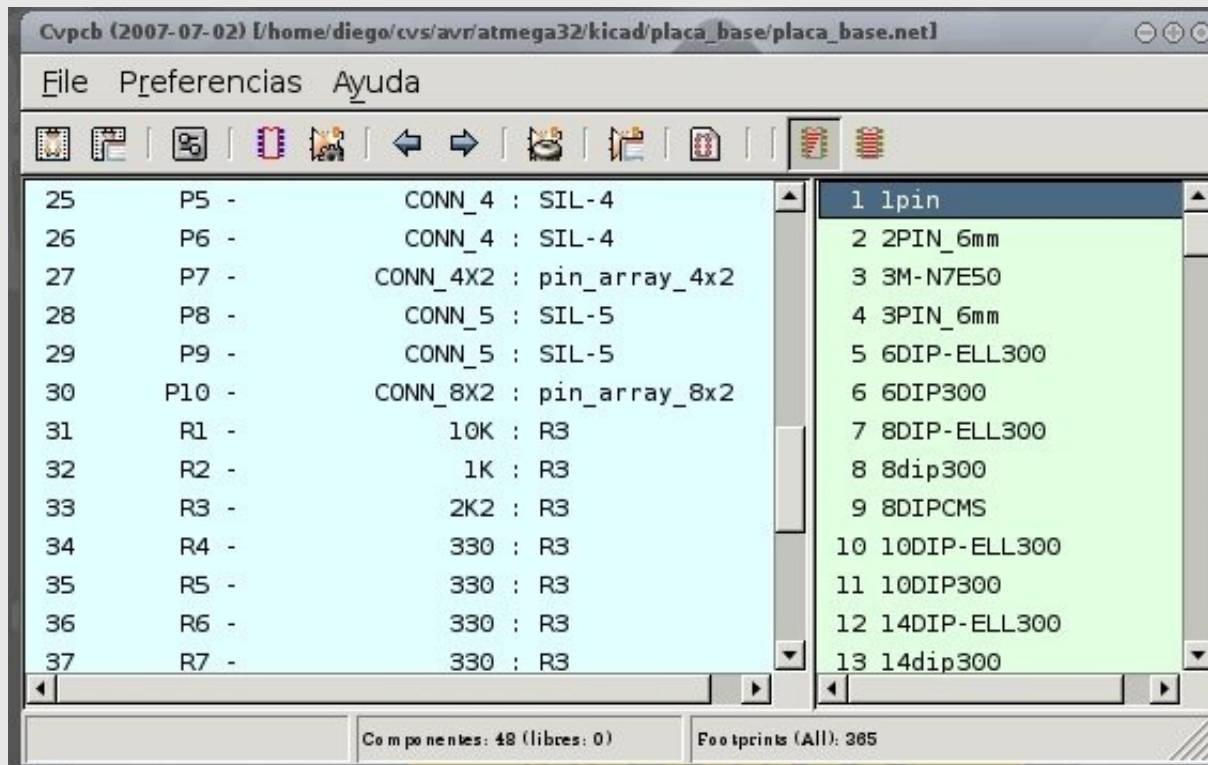 Cvpcb (2007-07-02) [/home/diego/cvs/avr/atmega32/kicad/placa_base/placa_base.net]
File Preferencias Ayuda
25 P5 - CONN_4 : SIL-4
26 P6 - CONN_4 : SIL-4
27 P7 - CONN_4X2 : pin_array_4x2
28 P8 - CONN_5 : SIL-5
29 P9 - CONN_5 : SIL-5
30 P10 - CONN_8X2 : pin_array_8x2
31 R1 - 10K : R3
32 R2 - 1K : R3
33 R3 - 2K2 : R3
34 R4 - 330 : R3
35 R5 - 330 : R3
36 R6 - 330 : R3
37 R7 - 330 : R3
1 1pin
2 2PIN_6mm
3 3M-N7E50
4 3PIN_6mm
5 6DIP-ELL300
6 6DIP300
7 8DIP-ELL300
8 8dip300
9 8DIPCMS
10 10DIP-ELL300
11 10DIP300
12 14DIP-ELL300
13 14dip300
Componentes: 48 (libres: 0)
Footprints (All): 365